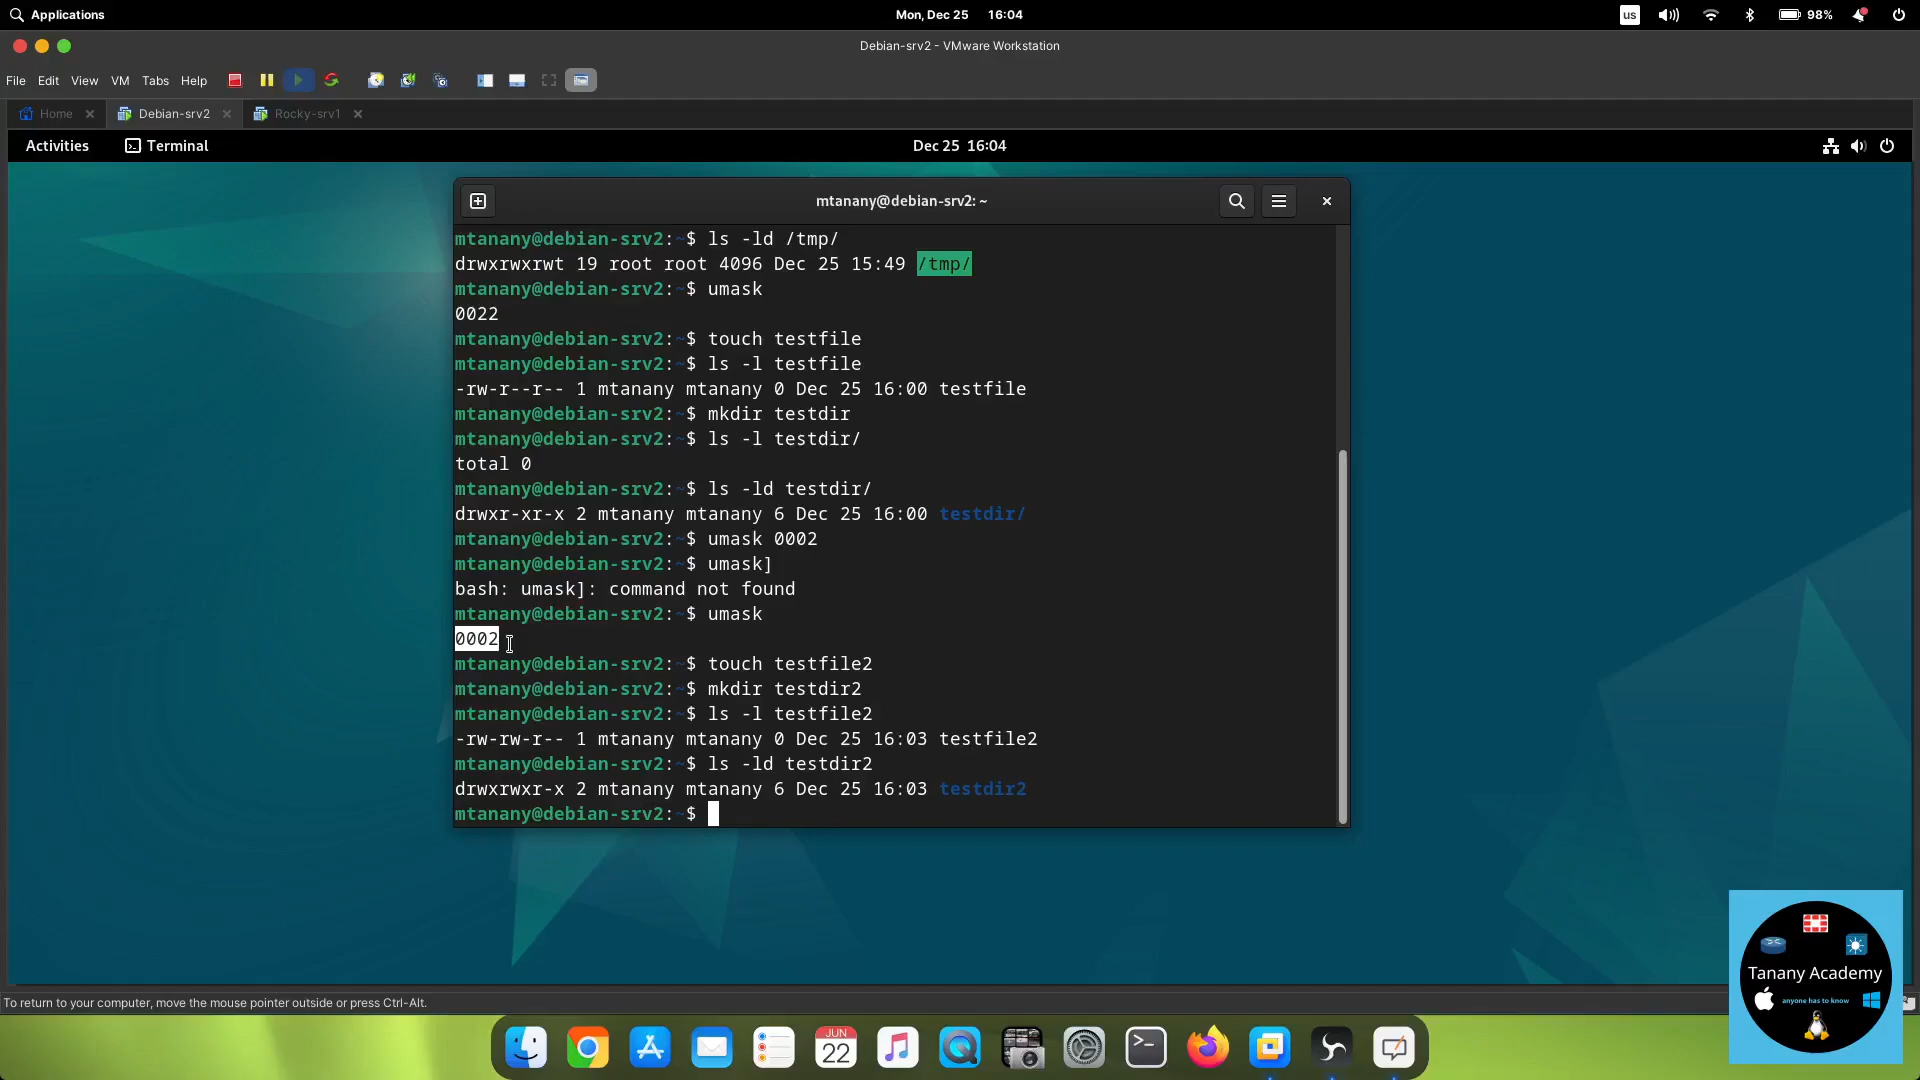 Applications
Mon, Dec 25 16:04
us
98%
Debian-srv2 - VMware Workstation
File Edit View VM Tabs Help
Home
Debian-srv2
Rocky-srv1
Activities
Terminal
Dec 25 16:04
mtanany@debian-srv2: ~
mtanany@debian-srv2:~$ ls -ld /tmp/
drwxrwxrwt 19 root root 4096 Dec 25 15:49 /tmp/
mtanany@debian-srv2:~$ umask
0022
mtanany@debian-srv2:~$ touch testfile
mtanany@debian-srv2:~$ ls -l testfile
-rw-r--r-- 1 mtanany mtanany 0 Dec 25 16:00 testfile
mtanany@debian-srv2:~$ mkdir testdir
mtanany@debian-srv2:~$ ls -l testdir/
total 0
mtanany@debian-srv2:~$ ls -ld testdir/
drwxr-xr-x 2 mtanany mtanany 6 Dec 25 16:00 testdir/
mtanany@debian-srv2:~$ umask 0002
mtanany@debian-srv2:~$ umask]
bash: umask]: command not found
mtanany@debian-srv2:~$ umask
0002
mtanany@debian-srv2:~$ touch testfile2
mtanany@debian-srv2:~$ mkdir testdir2
mtanany@debian-srv2:~$ ls -l testfile2
-rw-rw-r-- 1 mtanany mtanany 0 Dec 25 16:03 testfile2
mtanany@debian-srv2:~$ ls -ld testdir2
drwxrwxr-x 2 mtanany mtanany 6 Dec 25 16:03 testdir2
mtanany@debian-srv2:~$
Tanany Academy
anyone has to know
To return to your computer, move the mouse pointer outside or press Ctrl-Alt.
JUN
22